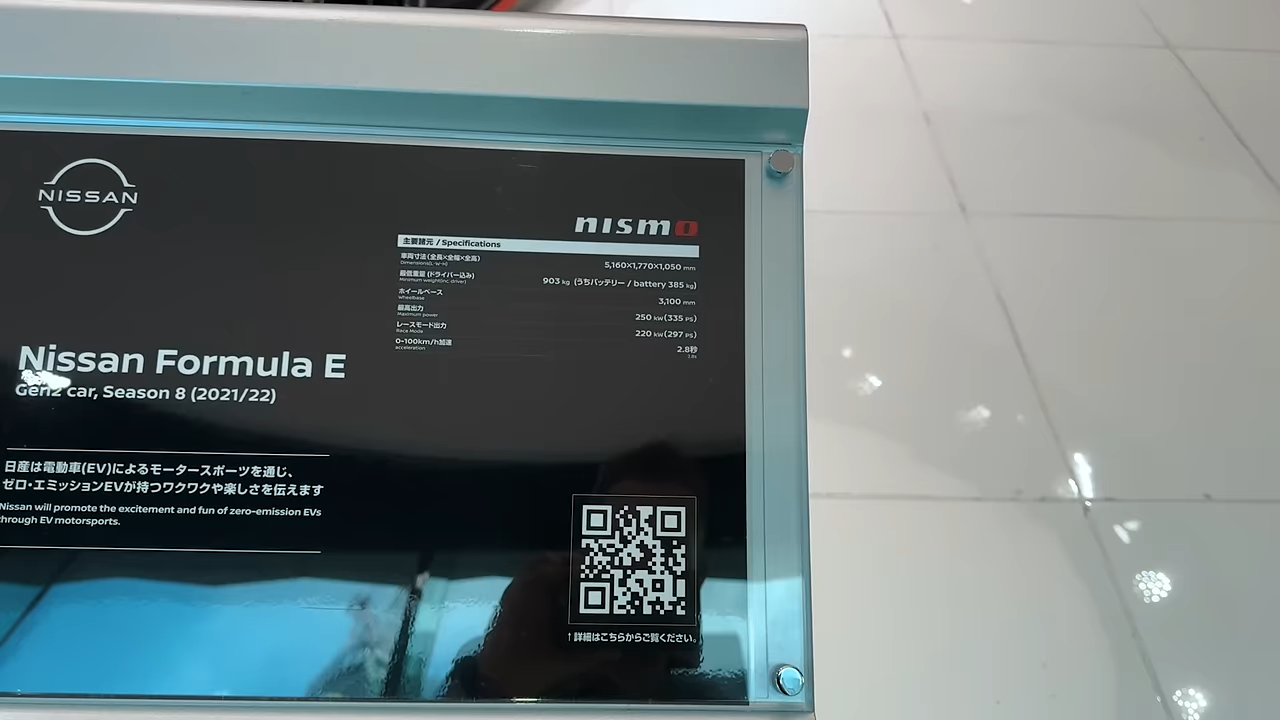 NISSAN
nismo
主要諸元 / Specifications
車両寸法 (全長×全幅×全高) 5,160×1,770×1,050 mm
Dimensions(L·W·H)
最低重量 (ドライバー込み) 903 kg (うちバッテリー / battery 385 kg)
Minimum weight(inc. driver)
ホイールベース 3,100 mm
wheelbase
最高出力 250 kW (335 PS)
Maximum power
レースモード出力 220 kW (297 PS)
Race Mode
0-100km/h加速 2.8秒
acceleration 2.8s
Nissan Formula E
Gen2 car, Season 8 (2021/22)
日産は電動車(EV)によるモータースポーツを通じ、
ゼロ・エミッションEVが持つワクワクや楽しさを伝えます
Nissan will promote the excitement and fun of zero-emission EVs
through EV motorsports.
↑詳細はこちらからご覧ください。